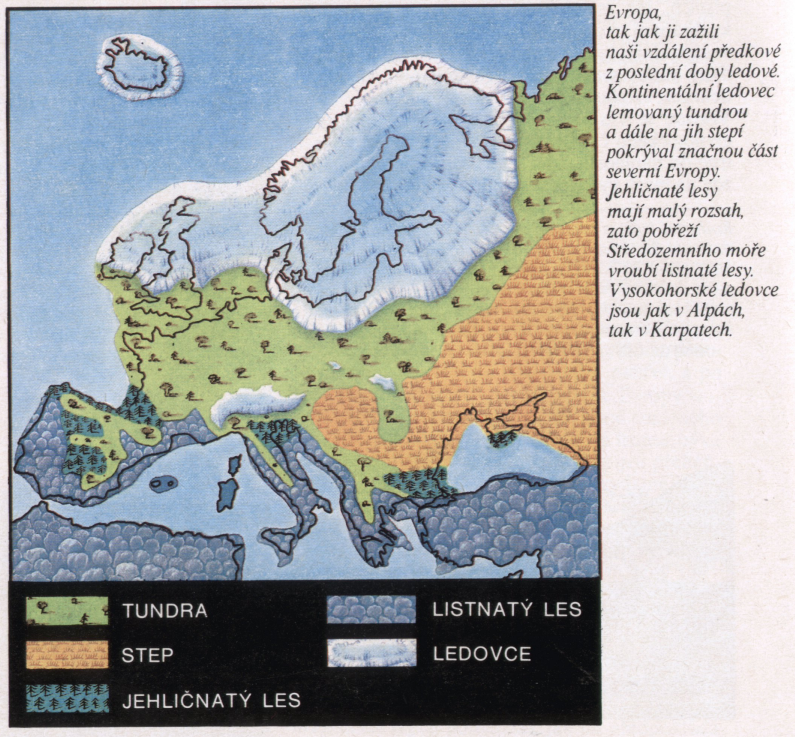 Evropa,
tak jak ji zažili
naši vzdálení předkové
z poslední doby ledové.
Kontinentální ledovec
lemovaný tundrou
a dále na jih stepí
pokrýval značnou část
severní Evropy.
Jehličnaté lesy
mají malý rozsah,
zato pobřeží
Středozemního moře
vroubí listnaté lesy.
Vysokohorské ledovce
jsou jak v Alpách,
tak v Karpatech.
TUNDRA
STEP
JEHLIČNATÝ LES
LISTNATÝ LES
LEDOVCE